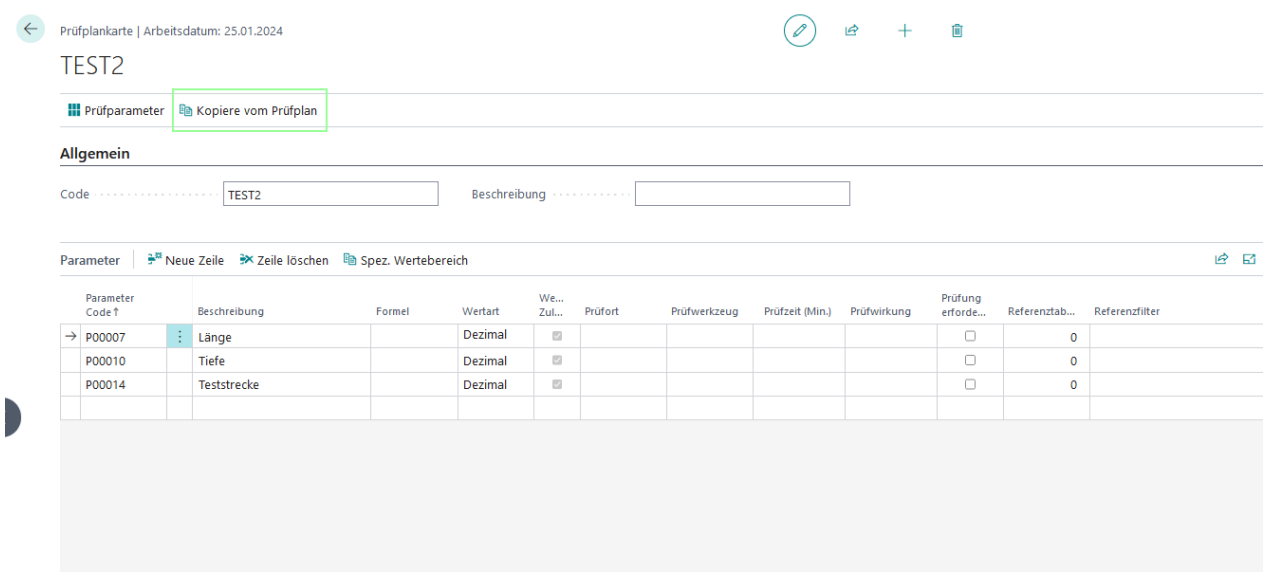 Prüfplankarte | Arbeitsdatum: 25.01.2024
TEST2
Prüfparameter Kopiere vom Prüfplan
Allgemein
Code TEST2 Beschreibung
Parameter Neue Zeile Zeile löschen Spez. Wertebereich
Parameter Code↑ Beschreibung Formel Wertart We... Zul... Prüfort Prüfwerkzeug Prüfzeit (Min.) Prüfwirkung Prüfung erforde... Referenztab... Referenzfilter
P00007 Länge Dezimal 0
P00010 Tiefe Dezimal 0
P00014 Teststrecke Dezimal 0